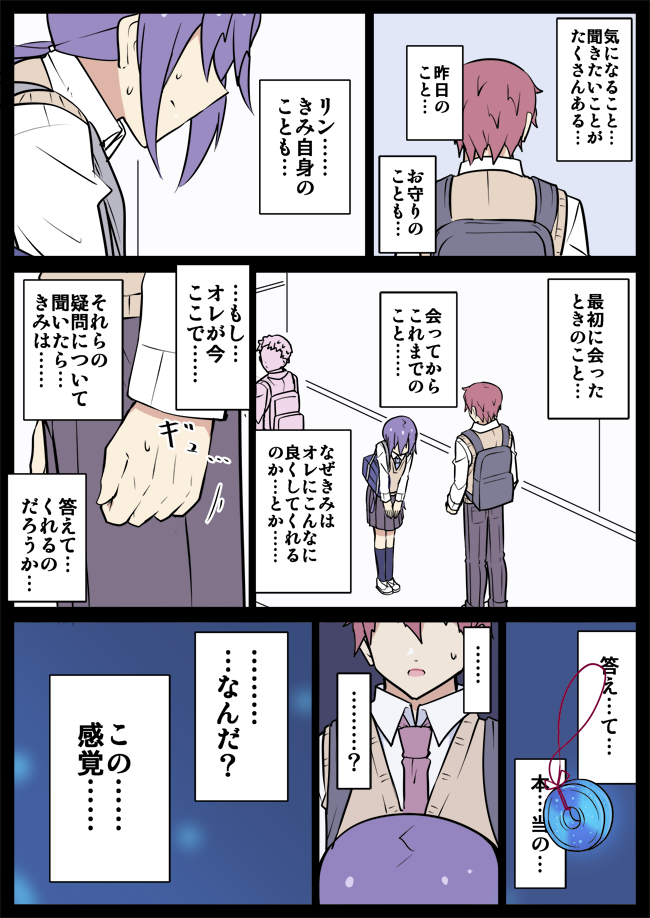 気になること…
聞きたいことが
たくさんある…
昨日の
こと…
お守りの
ことも…
リン……
きみ自身の
ことも…
最初に会った
ときのこと…
会ってから
これまでの
こと……
なぜきみは
オレにこんなに
良くしてくれる
のか…とか……
…もし…
オレが今
ここで……
それらの
疑問について
聞いたら…
きみは……
ギュ…
答えて…
くれるの
だろうか…
答え…て…
本…当の…
……
………？
………
…なんだ？
この……
感覚……